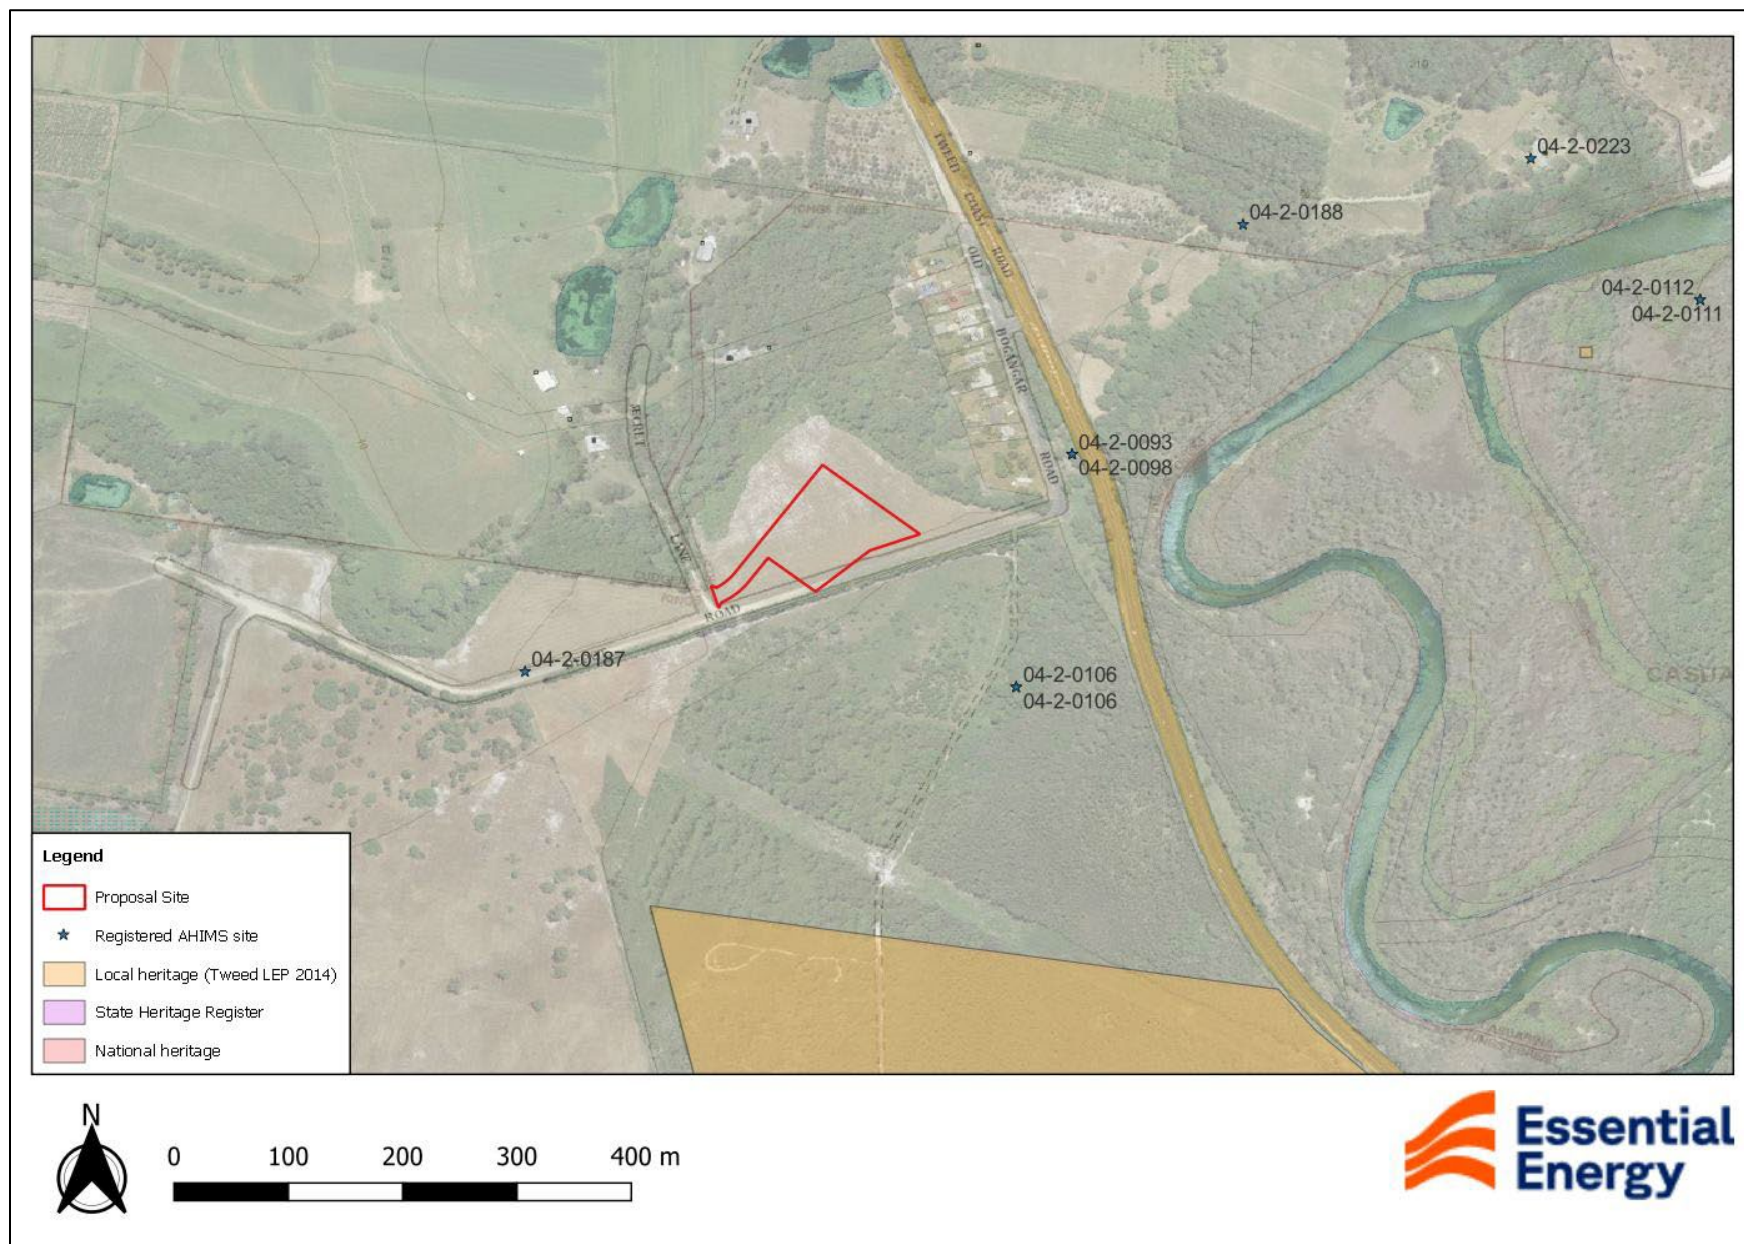 04-2-0223
04-2-0188
04-2-0112
04-2-0111
TWEED COAST ROAD
OLD BOGANGAR ROAD
04-2-0093
04-2-0098
LANE
ROAD
04-2-0187
04-2-0106
04-2-0106
CASUA
Legend
Proposal Site
Registered AHIMS site
Local heritage (Tweed LEP 2014)
State Heritage Register
National heritage
N
0 100 200 300 400 m
Essential
Energy